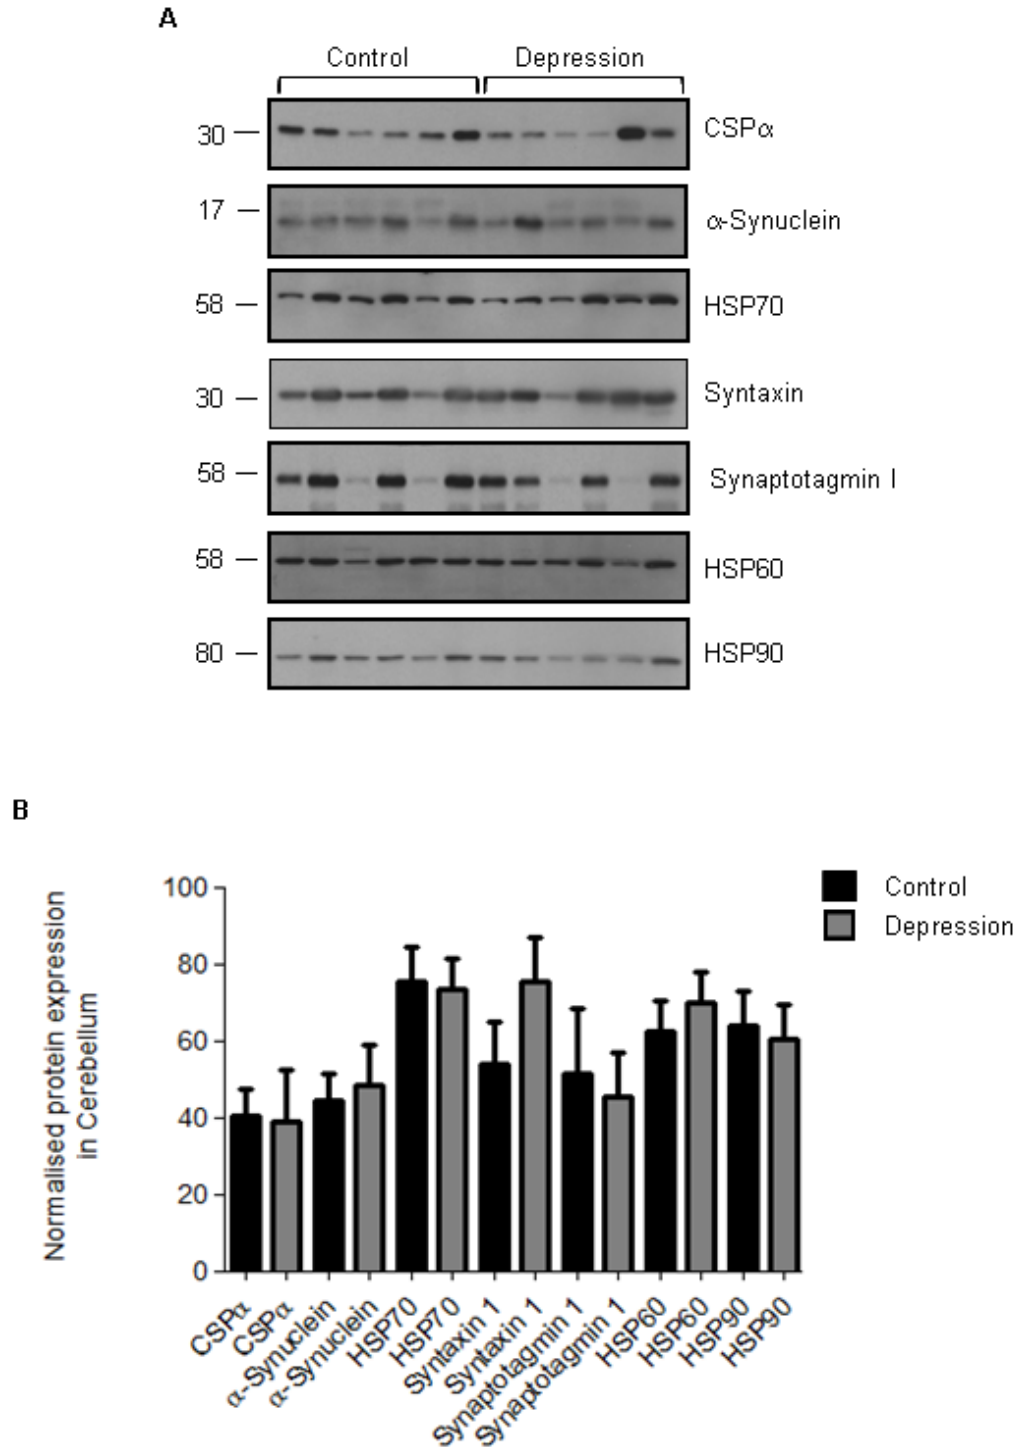 A
Control Depression
30 — CSPα
17 — α-Synuclein
58 — HSP70
30 — Syntaxin
58 — Synaptotagmin I
58 — HSP60
80 — HSP90
B
Normalised protein expression
in Cerebellum
100
80
60
40
20
0
Control
Depression
CSPα
CSPα
α-Synuclein
α-Synuclein
HSP70
HSP70
Syntaxin 1
Syntaxin 1
Synaptotagmin 1
Synaptotagmin 1
HSP60
HSP60
HSP90
HSP90